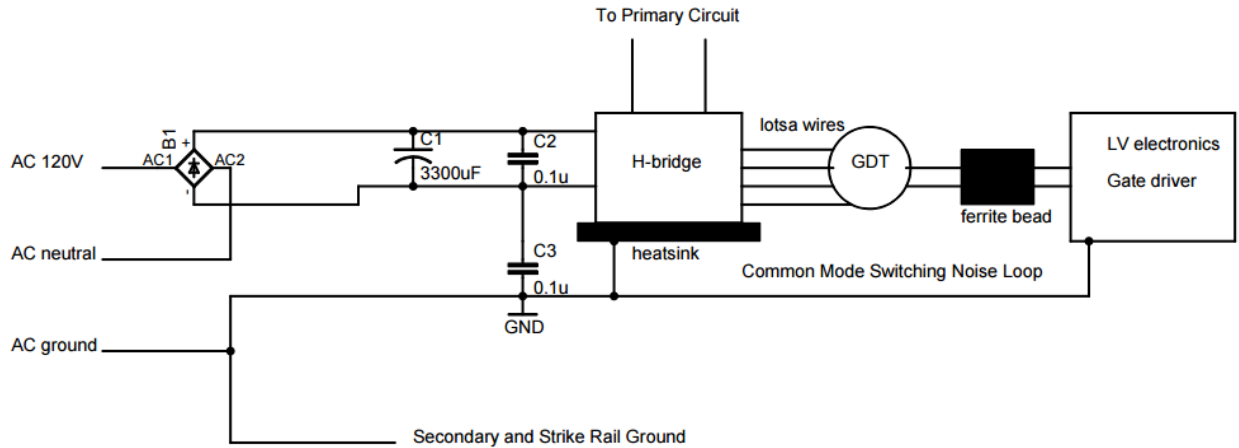 To Primary Circuit
B1
+
AC 120V
AC1
AC2
-
C1
3300uF
C2
0.1u
H-bridge
lotsa wires
GDT
LV electronics
Gate driver
ferrite bead
AC neutral
heatsink
C3
0.1u
Common Mode Switching Noise Loop
GND
AC ground
Secondary and Strike Rail Ground